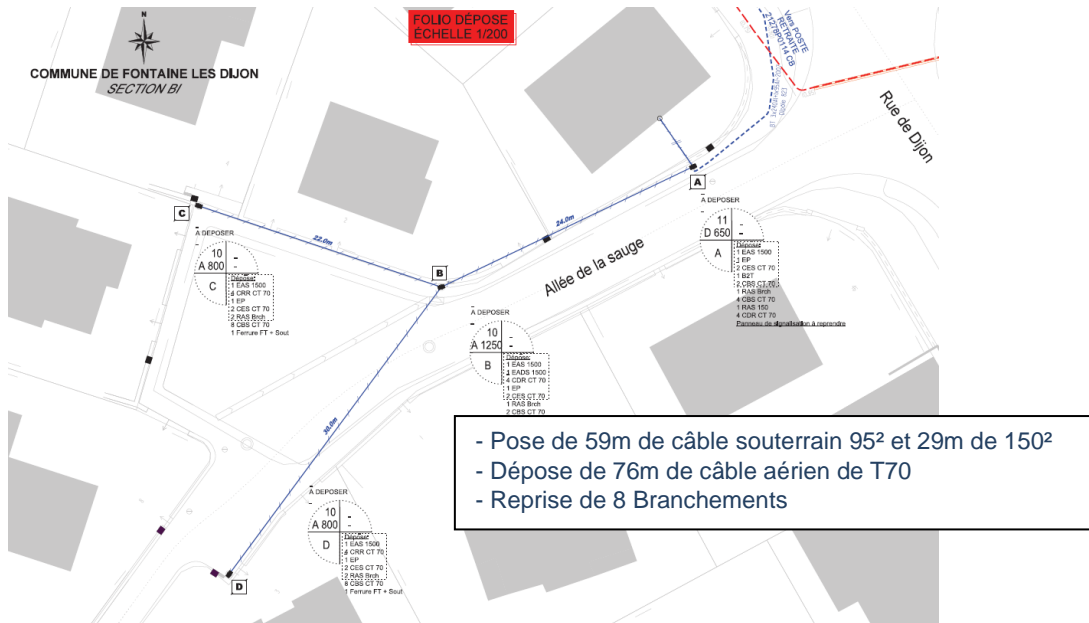 FOLIO DÉPOSE
ÉCHELLE 1/200
N
COMMUNE DE FONTAINE LES DIJON
SECTION BI
Vers POSTE
RETRAITE
21278P0114 CB
Rue de Dijon
Allée de la sauge
24.0m
22.0m
30.0m
A
A DEPOSER
11
D 650
A
Dépose:
1 EAS 1500
1 EP
2 CES CT 70
1 B2T
2 CBS CT 70
1 RAS Brch
4 CBS CT 70
1 RAS 150
4 CDR CT 70
Panneau de signalisation à reprendre
C
A DEPOSER
10
A 800
C
Dépose:
1 EAS 1500
4 CRR CT 70
1 EP
2 CES CT 70
2 RAS Brch
8 CBS CT 70
1 Ferrure FT + Sout
B
A DEPOSER
10
A 1250
B
Dépose:
1 EAS 1500
1 EADS 1500
4 CDR CT 70
1 EP
2 CES CT 70
1 RAS Brch
2 CBS CT 70
- Pose de 59m de câble souterrain 95² et 29m de 150²
- Dépose de 76m de câble aérien de T70
- Reprise de 8 Branchements
A DEPOSER
10
A 800
D
Dépose:
1 EAS 1500
4 CRR CT 70
1 EP
2 CES CT 70
2 RAS Brch
8 CBS CT 70
1 Ferrure FT + Sout
D